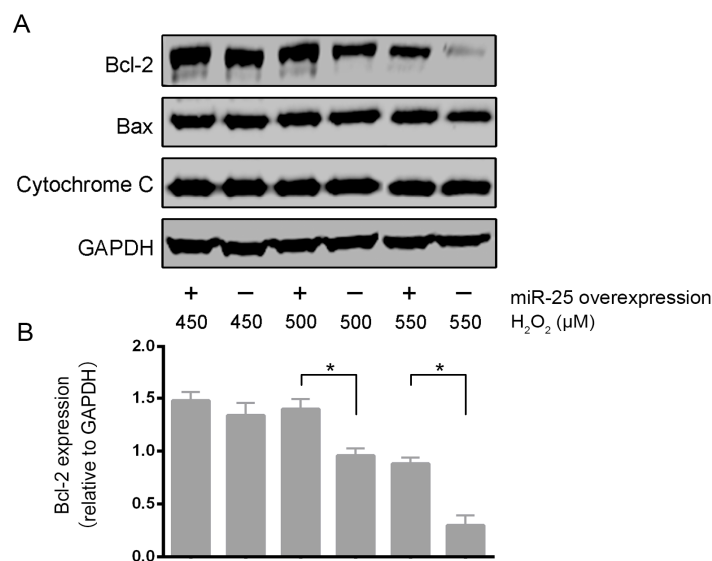 A
Bcl-2
Bax
Cytochrome C
GAPDH
+ − + − + − miR-25 overexpression
450 450 500 500 550 550 H₂O₂ (µM)
B
Bcl-2 expression
(relative to GAPDH)
2.0
1.5
1.0
0.5
0.0
* *